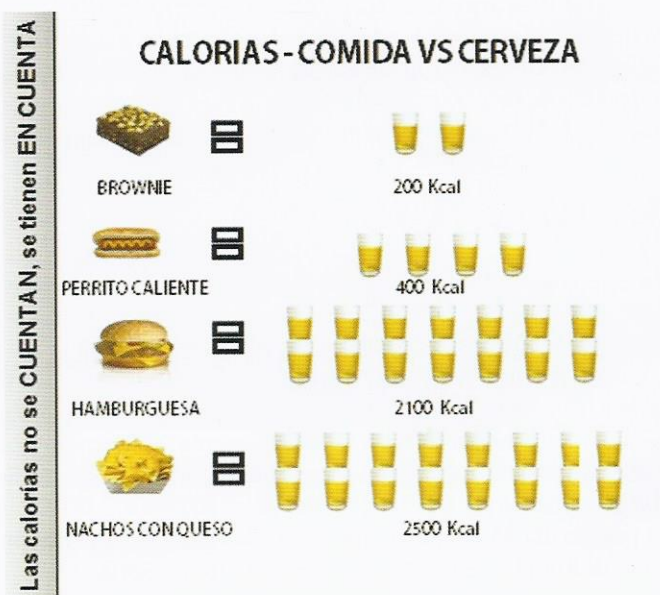 Las calorías no se CUENTAN, se tienen EN CUENTA
CALORIAS - COMIDA VS CERVEZA
BROWNIE
200 Kcal
PERRITO CALIENTE
400 Kcal
HAMBURGUESA
2100 Kcal
NACHOS CON QUESO
2500 Kcal